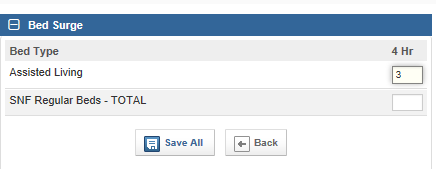 Bed Surge
Bed Type 4 Hr
Assisted Living 3
SNF Regular Beds - TOTAL
Save All Back